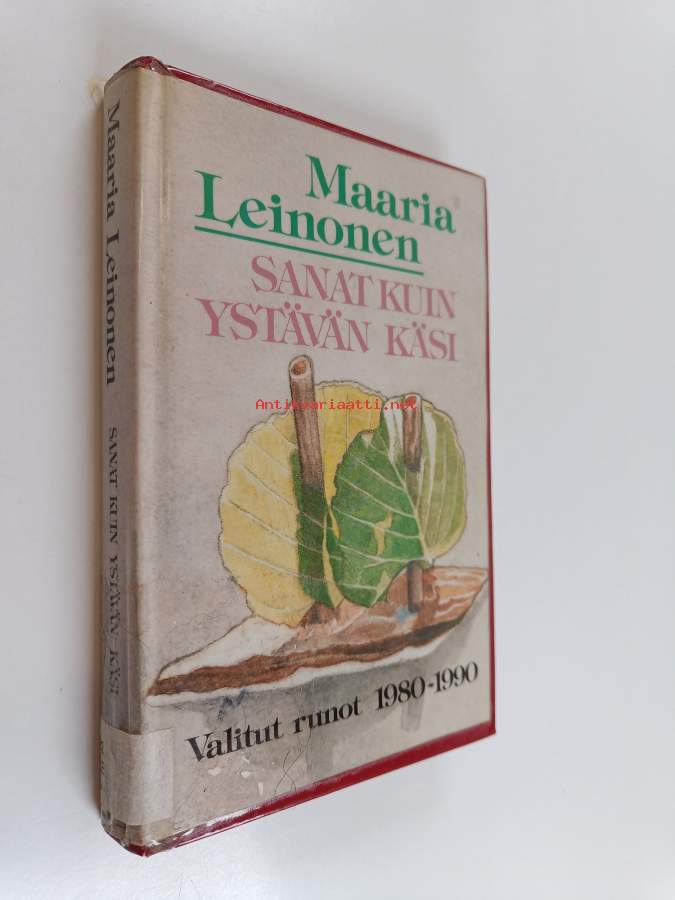 Maaria
Leinonen
SANAT KUIN
YSTÄVÄN KÄSI
Antikvariaatti.net
Valitut runot 1980-1990
Maaria Leinonen
SANAT KUIN YSTÄVÄN KÄSI